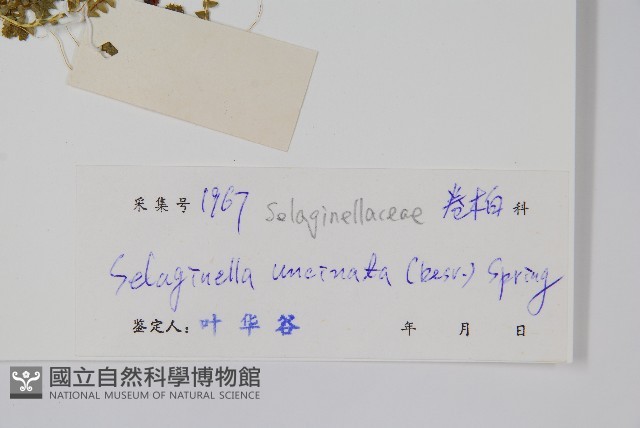 采集号 1967 Selaginellaceae 卷柏 科
Selaginella uncinata (Desv.) Spring
鉴定人：叶华谷 年 月 日
國立自然科學博物館
NATIONAL MUSEUM OF NATURAL SCIENCE